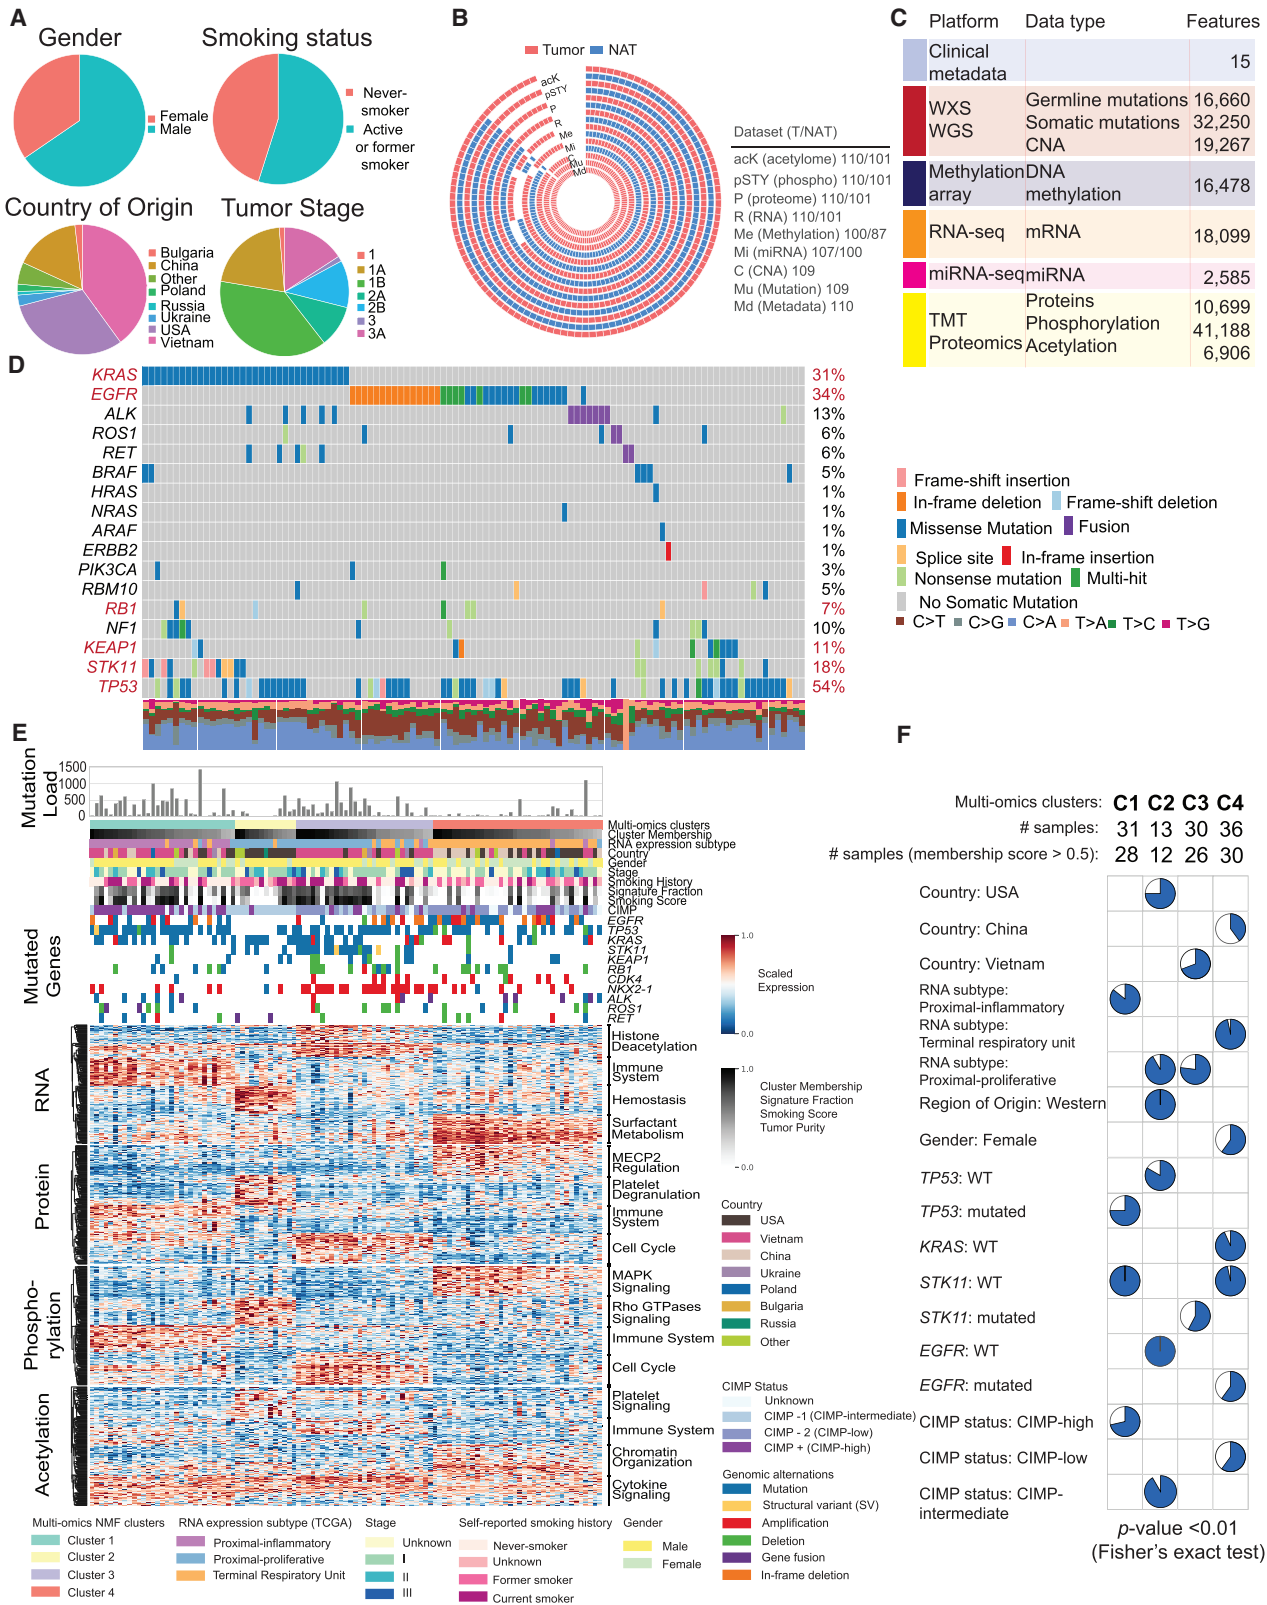 A
Gender
Female
Male
Smoking status
Never-
smoker
Active
or former
smoker
Country of Origin
Bulgaria
China
Other
Poland
Russia
Ukraine
USA
Vietnam
Tumor Stage
1
1A
1B
2A
2B
3
3A
B
Tumor NAT
acK
pSTY
P
R
Me
Mi
C
Mu
Md
Dataset (T/NAT)
acK (acetylome) 110/101
pSTY (phospho) 110/101
P (proteome) 110/101
R (RNA) 110/101
Me (Methylation) 100/87
Mi (miRNA) 107/100
C (CNA) 109
Mu (Mutation) 109
Md (Metadata) 110
C
Platform Data type Features
Clinical
metadata
15
WXS
WGS
Germline mutations 16,660
Somatic mutations 32,250
CNA 19,267
Methylation
array
DNA
methylation
16,478
RNA-seq mRNA 18,099
miRNA-seq miRNA 2,585
TMT
Proteomics
Proteins 10,699
Phosphorylation 41,188
Acetylation 6,906
D
KRAS 31%
EGFR 34%
ALK 13%
ROS1 6%
RET 6%
BRAF 5%
HRAS 1%
NRAS 1%
ARAF 1%
ERBB2 1%
PIK3CA 3%
RBM10 5%
RB1 7%
NF1 10%
KEAP1 11%
STK11 18%
TP53 54%
Frame-shift insertion
In-frame deletion Frame-shift deletion
Missense Mutation Fusion
Splice site In-frame insertion
Nonsense mutation Multi-hit
No Somatic Mutation
C>T C>G C>A T>A T>C T>G
E
Mutation
Load
1500
1000
500
0
Multi-omics clusters
Cluster Membership
RNA expression subtype
Country
Gender
Stage
Smoking History
Signature Fraction
Smoking Score
CIMP
Mutated
Genes
EGFR
TP53
KRAS
STK11
KEAP1
RB1
CDK4
NKX2-1
ALK
ROS1
RET
RNA
Histone
Deacetylation
Immune
System
Hemostasis
Surfactant
Metabolism
Protein
MECP2
Regulation
Platelet
Degranulation
Immune
System
Cell Cycle
Phospho-
rylation
MAPK
Signaling
Rho GTPases
Signaling
Immune System
Cell Cycle
Acetylation
Platelet
Signaling
Immune System
Chromatin
Organization
Cytokine
Signaling
1.0
Scaled
Expression
0.0
1.0
Cluster Membership
Signature Fraction
Smoking Score
Tumor Purity
0.0
Country
USA
Vietnam
China
Ukraine
Poland
Bulgaria
Russia
Other
CIMP Status
Unknown
CIMP -1 (CIMP-intermediate)
CIMP - 2 (CIMP-low)
CIMP + (CIMP-high)
Genomic alternations
Mutation
Structural variant (SV)
Amplification
Deletion
Gene fusion
In-frame deletion
Multi-omics NMF clusters
Cluster 1
Cluster 2
Cluster 3
Cluster 4
RNA expression subtype (TCGA)
Proximal-inflammatory
Proximal-proliferative
Terminal Respiratory Unit
Stage
Unknown
I
II
III
Self-reported smoking history
Never-smoker
Unknown
Former smoker
Current smoker
Gender
Male
Female
F
Multi-omics clusters: C1 C2 C3 C4
# samples: 31 13 30 36
# samples (membership score > 0.5): 28 12 26 30
Country: USA
Country: China
Country: Vietnam
RNA subtype:
Proximal-inflammatory
RNA subtype:
Terminal respiratory unit
RNA subtype:
Proximal-proliferative
Region of Origin: Western
Gender: Female
TP53: WT
TP53: mutated
KRAS: WT
STK11: WT
STK11: mutated
EGFR: WT
EGFR: mutated
CIMP status: CIMP-high
CIMP status: CIMP-low
CIMP status: CIMP-
intermediate
p-value <0.01
(Fisher's exact test)